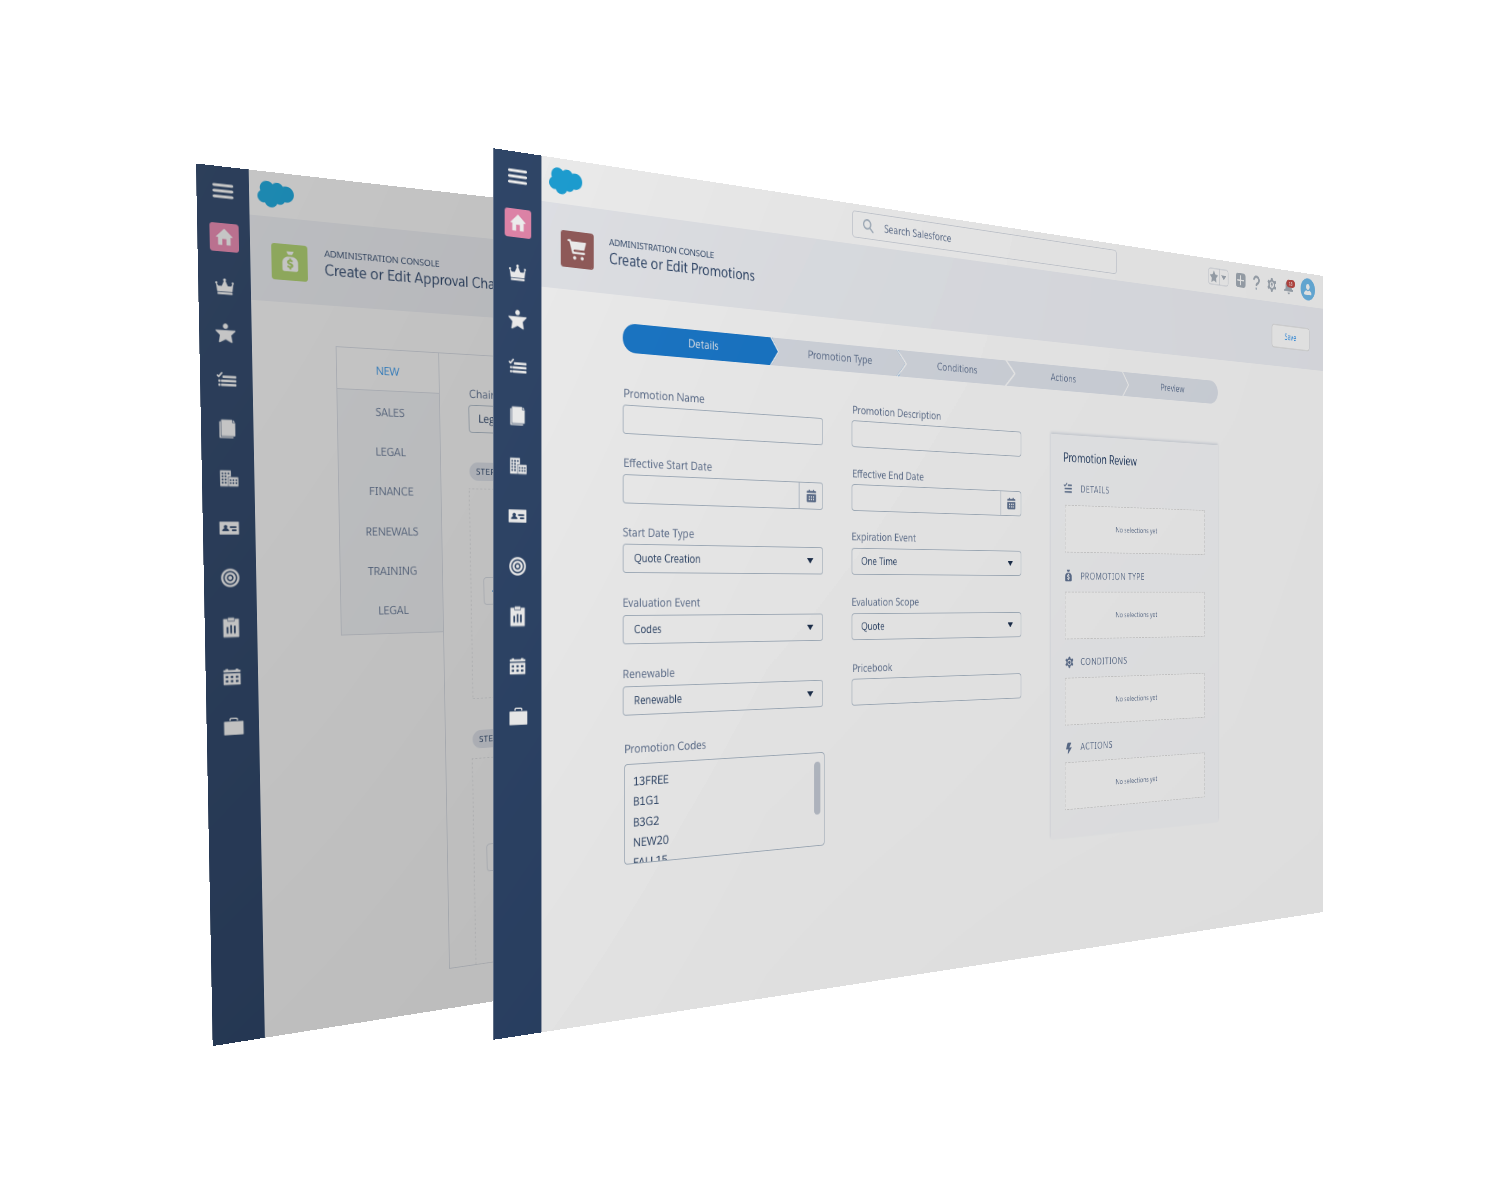 ADMINISTRATION CONSOLE
Create or Edit Approval Cha
NEW
SALES
LEGAL
FINANCE
RENEWALS
TRAINING
LEGAL
Chain
Leg
STEP
STE
Search Salesforce
ADMINISTRATION CONSOLE
Create or Edit Promotions
Save
Details
Promotion Type
Conditions
Actions
Preview
Promotion Name
Promotion Description
Effective Start Date
Effective End Date
Start Date Type
Quote Creation
Expiration Event
One Time
Evaluation Event
Codes
Evaluation Scope
Quote
Renewable
Renewable
Pricebook
Promotion Codes
13FREE
B1G1
B3G2
NEW20
FALL15
Promotion Review
DETAILS
No selections yet
PROMOTION TYPE
No selections yet
CONDITIONS
No selections yet
ACTIONS
No selections yet